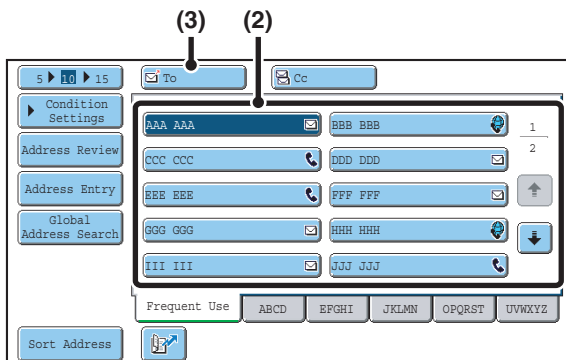 (3) (2)
5 10 15
To
Cc
Condition
Settings
AAA AAA
BBB BBB
1
2
Address Review
CCC CCC
DDD DDD
Address Entry
EEE EEE
FFF FFF
Global
Address Search
GGG GGG
HHH HHH
III III
JJJ JJJ
Frequent Use
ABCD
EFGHI
JKLMN
OPQRST
UVWXYZ
Sort Address